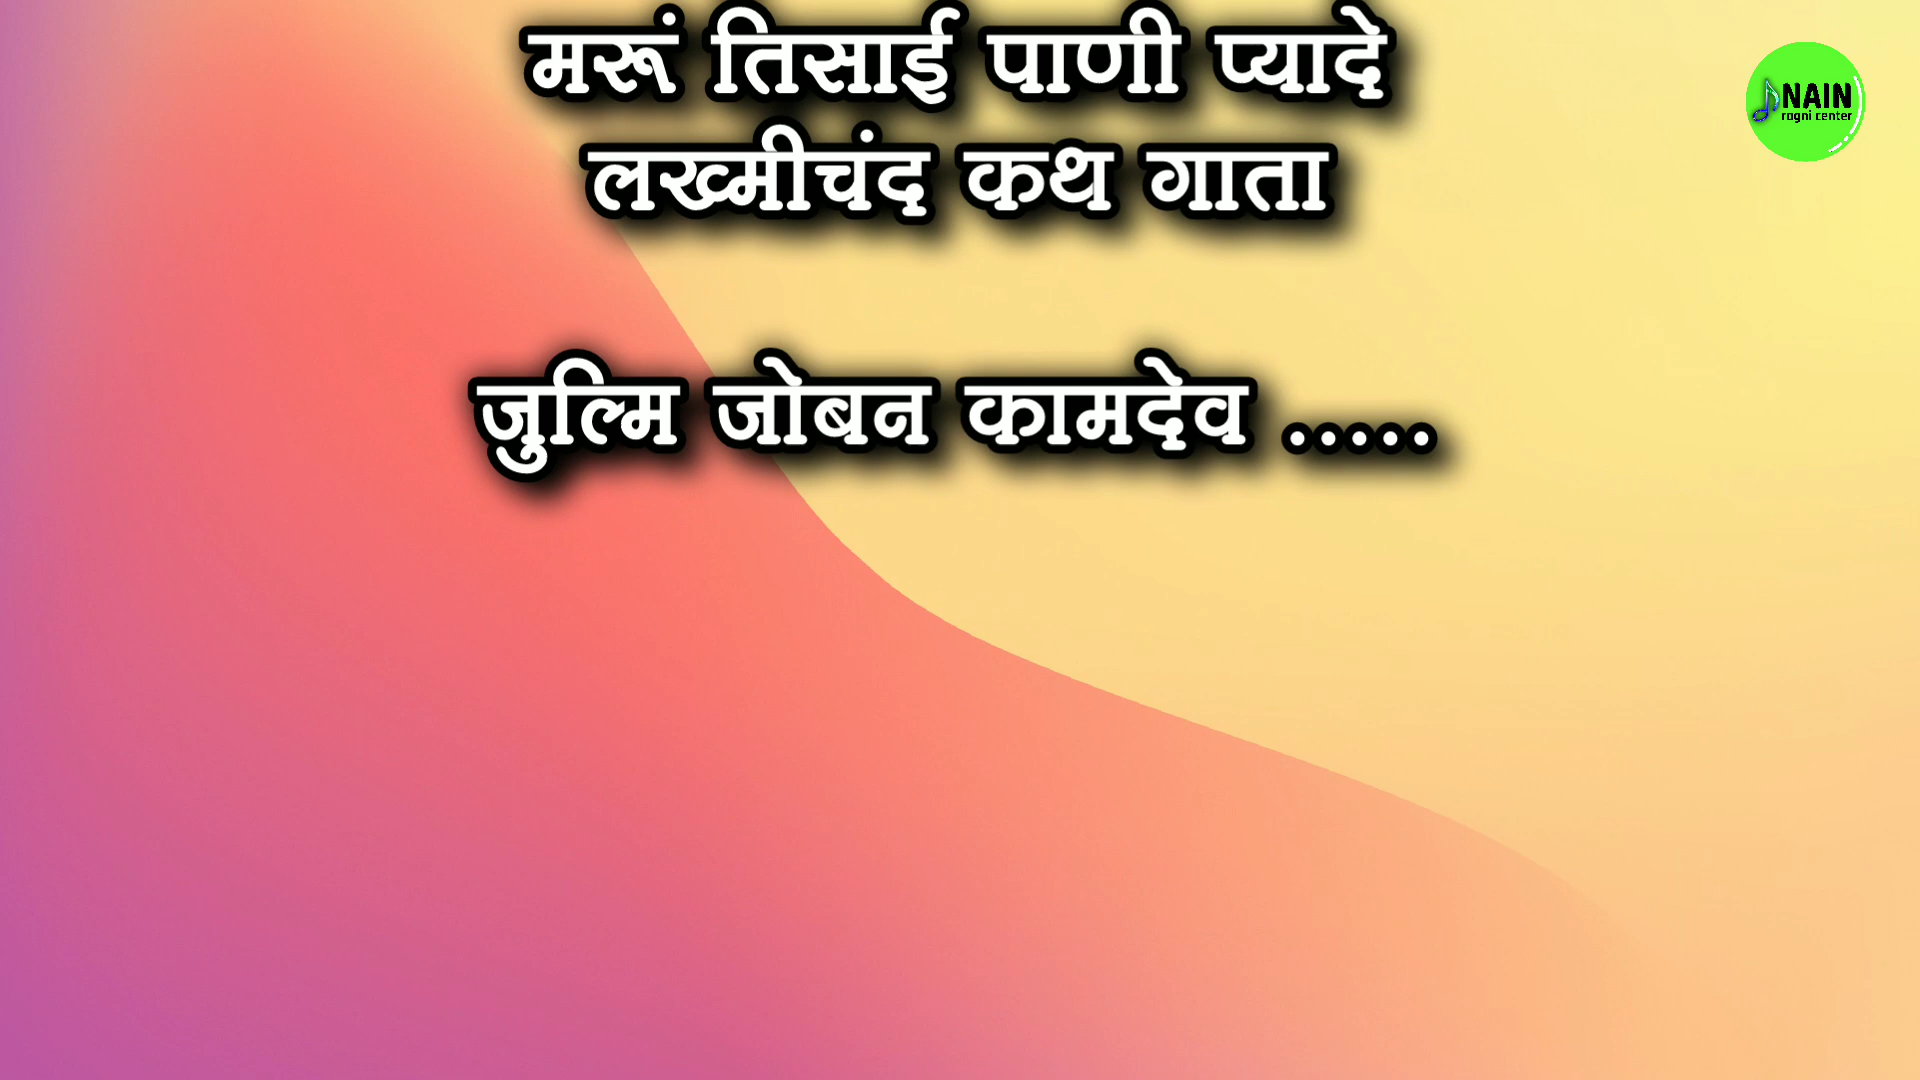 मरूं तिसाई पाणी प्यादे
लख्मीचंद कथ गाता
जुल्मि जोबन कामदेव .....
NAIN
ragni center